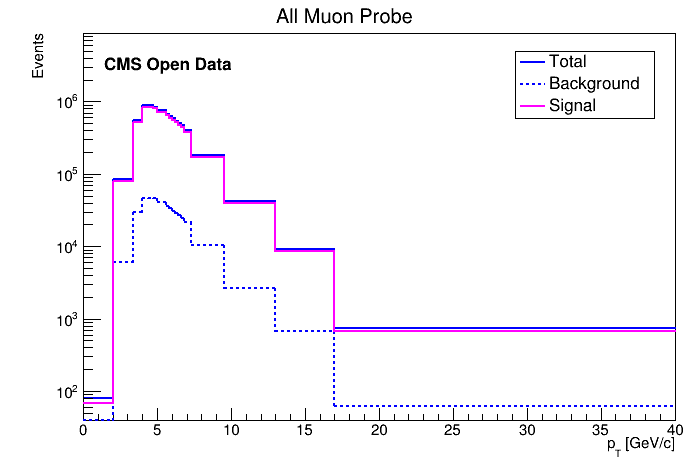 All Muon Probe
Events
CMS Open Data
Total
Background
Signal
10⁶
10⁵
10⁴
10³
10²
0 5 10 15 20 25 30 35 40
p_T [GeV/c]